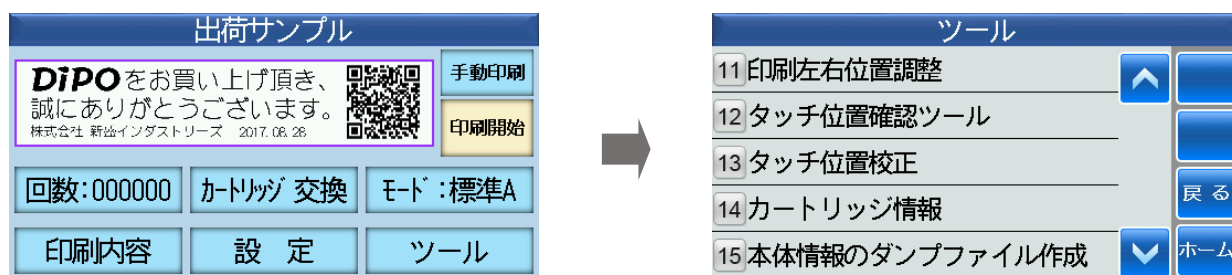 出荷サンプル
DiPOをお買い上げ頂き、
誠にありがとうございます。
株式会社 新盛インダストリーズ 2017.08.28
手動印刷
印刷開始
回数:000000
カートリッジ 交換
モード:標準A
印刷内容
設 定
ツール
ツール
11 印刷左右位置調整
12 タッチ位置確認ツール
13 タッチ位置校正
14 カートリッジ情報
15 本体情報のダンプファイル作成
戻 る
ホーム